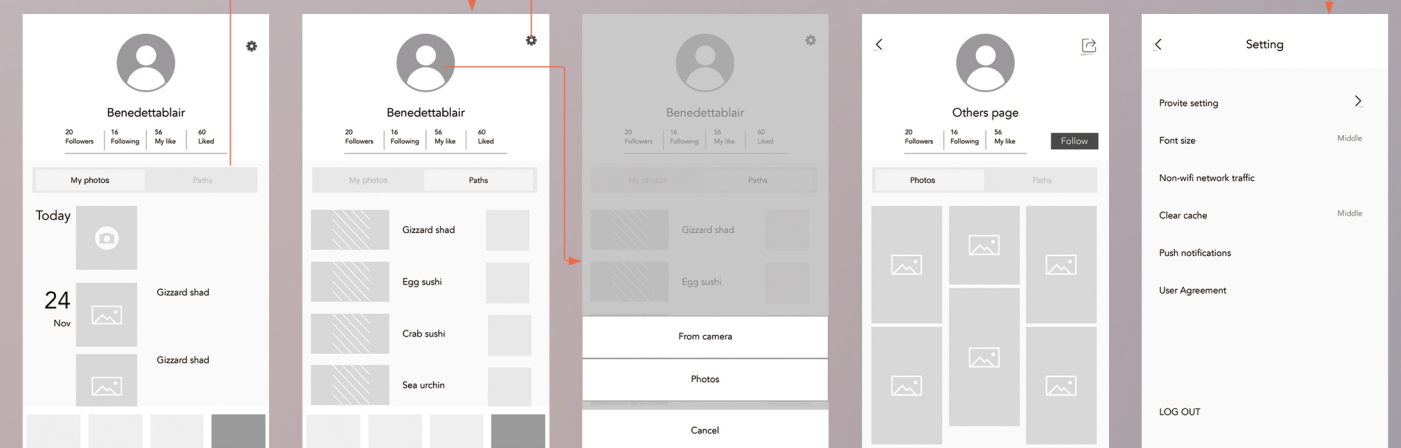 Benedettablair
20 16 56 60
Followers Following My like Liked
My photos Paths
Today
24
Nov
Gizzard shad
Gizzard shad
Benedettablair
20 16 56 60
Followers Following My like Liked
My photos Paths
Gizzard shad
Egg sushi
Crab sushi
Sea urchin
Benedettablair
20 16 56 60
Followers Following My like Liked
My photos Paths
Gizzard shad
Egg sushi
From camera
Photos
Cancel
Others page
20 16 56
Followers Following My like
Follow
Photos Paths
Setting
Provite setting
Font size Middle
Non-wifi network traffic
Clear cache Middle
Push notifications
User Agreement
LOG OUT